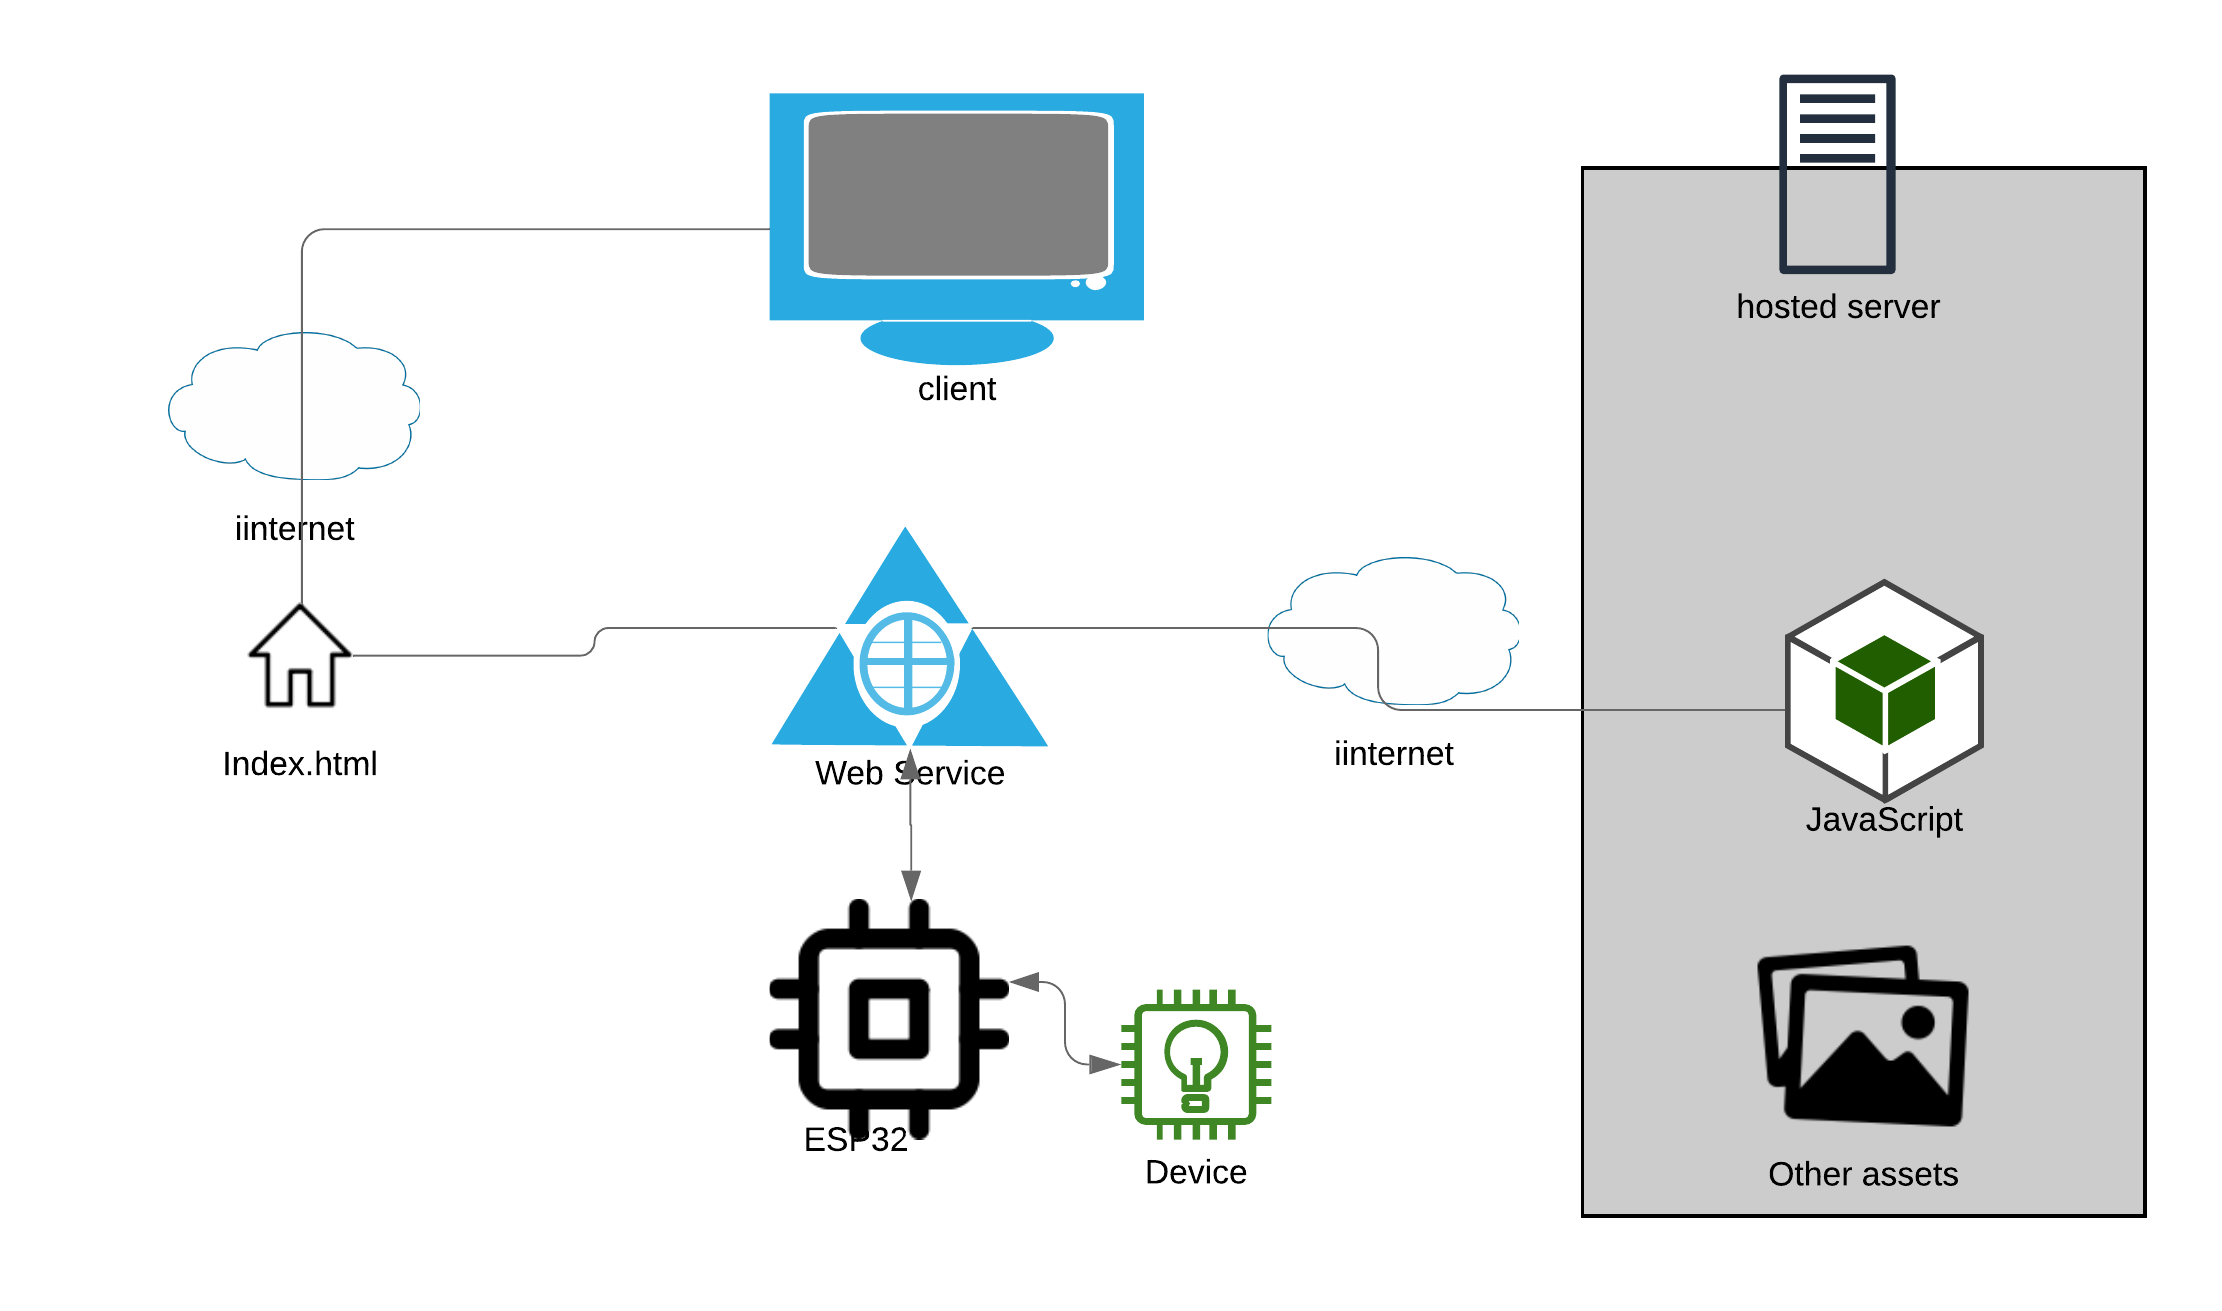 hosted server
client
iinternet
iinternet
Index.html
Web Service
JavaScript
ESP32
Device
Other assets